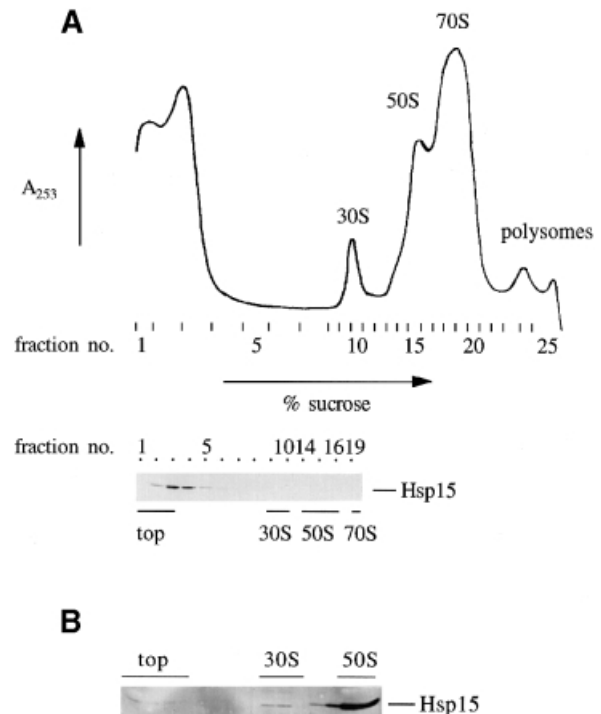 A
70S
50S
A253
30S
polysomes
fraction no. 1 5 10 15 20 25
% sucrose
fraction no. 1 5 1014 1619
Hsp15
top 30S 50S 70S
B
top 30S 50S
Hsp15